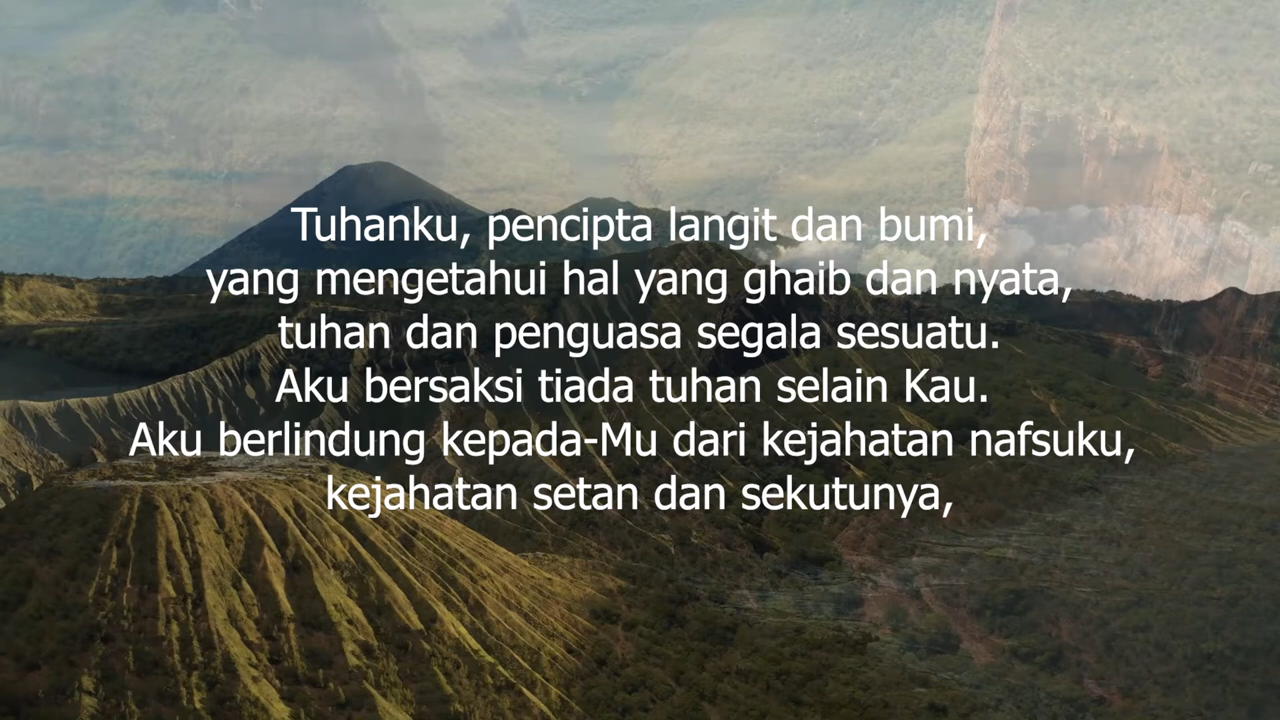 Tuhanku, pencipta langit dan bumi,
yang mengetahui hal yang ghaib dan nyata,
tuhan dan penguasa segala sesuatu.
Aku bersaksi tiada tuhan selain Kau.
Aku berlindung kepada-Mu dari kejahatan nafsuku,
kejahatan setan dan sekutunya,